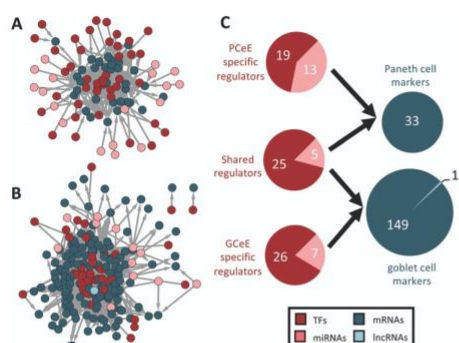 A
B
C
PCeE
specific
regulators
19
13
Paneth cell
markers
33
Shared
regulators
25
5
149
1
goblet cell
markers
GCeE
specific
regulators
26
7
TFs
mRNAs
miRNAs
lncRNAs